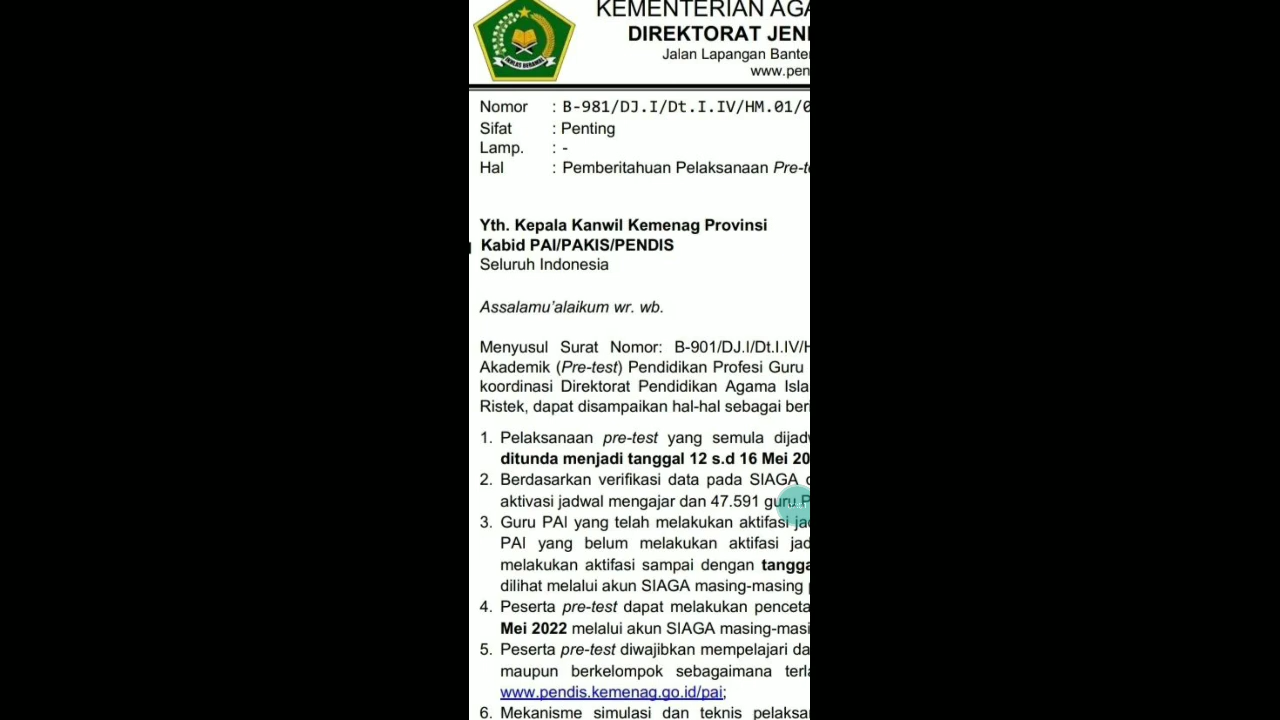 KEMENTERIAN AGA
DIREKTORAT JEN
Jalan Lapangan Bante
www.pen
IKHLAS BERAMAL
Nomor : B-981/DJ.I/Dt.I.IV/HM.01/0
Sifat : Penting
Lamp. : -
Hal : Pemberitahuan Pelaksanaan Pre-te
Yth. Kepala Kanwil Kemenag Provinsi
Kabid PAI/PAKIS/PENDIS
Seluruh Indonesia
Assalamu’alaikum wr. wb.
Menyusul Surat Nomor: B-901/DJ.I/Dt.I.IV/H
Akademik (Pre-test) Pendidikan Profesi Guru
koordinasi Direktorat Pendidikan Agama Isla
Ristek, dapat disampaikan hal-hal sebagai ber
1. Pelaksanaan pre-test yang semula dijadw
ditunda menjadi tanggal 12 s.d 16 Mei 20
2. Berdasarkan verifikasi data pada SIAGA
aktivasi jadwal mengajar dan 47.591 guru P
3. Guru PAI yang telah melakukan aktifasi jad
PAI yang belum melakukan aktifasi jad
melakukan aktifasi sampai dengan tangga
dilihat melalui akun SIAGA masing-masing
4. Peserta pre-test dapat melakukan penceta
Mei 2022 melalui akun SIAGA masing-masi
5. Peserta pre-test diwajibkan mempelajari da
maupun berkelompok sebagaimana terla
www.pendis.kemenag.go.id/pai;
6. Mekanisme simulasi dan teknis pelaksa